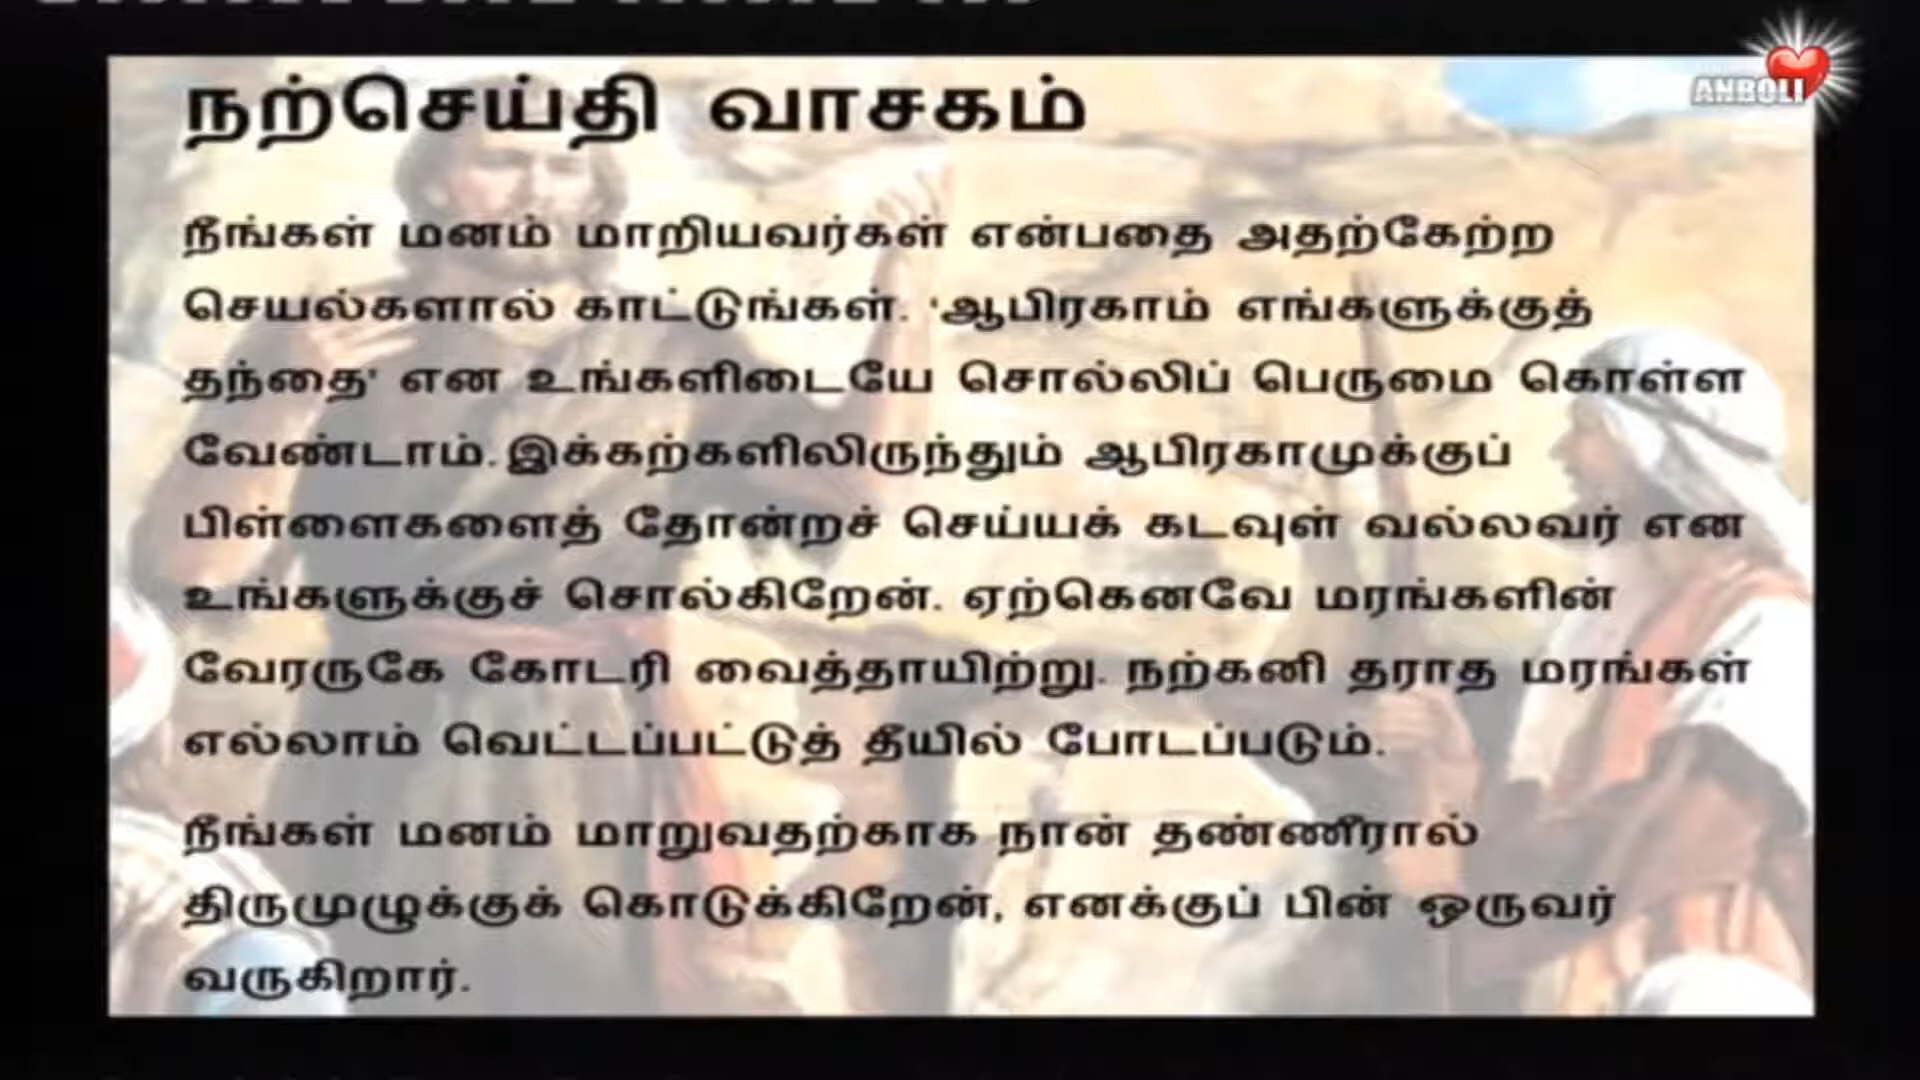 ANBOLI
நற்செய்தி வாசகம்
நீங்கள் மனம் மாறியவர்கள் என்பதை அதற்கேற்ற
செயல்களால் காட்டுங்கள். 'ஆபிரகாம் எங்களுக்குத்
தந்தை' என உங்களிடையே சொல்லிப் பெருமை கொள்ள
வேண்டாம். இக்கற்களிலிருந்தும் ஆபிரகாமுக்குப்
பிள்ளைகளைத் தோன்றச் செய்யக் கடவுள் வல்லவர் என
உங்களுக்குச் சொல்கிறேன். ஏற்கெனவே மரங்களின்
வேரருகே கோடரி வைத்தாயிற்று. நற்கனி தராத மரங்கள்
எல்லாம் வெட்டப்பட்டுத் தீயில் போடப்படும்.
நீங்கள் மனம் மாறுவதற்காக நான் தண்ணீரால்
திருமுழுக்குக் கொடுக்கிறேன், எனக்குப் பின் ஒருவர்
வருகிறார்.